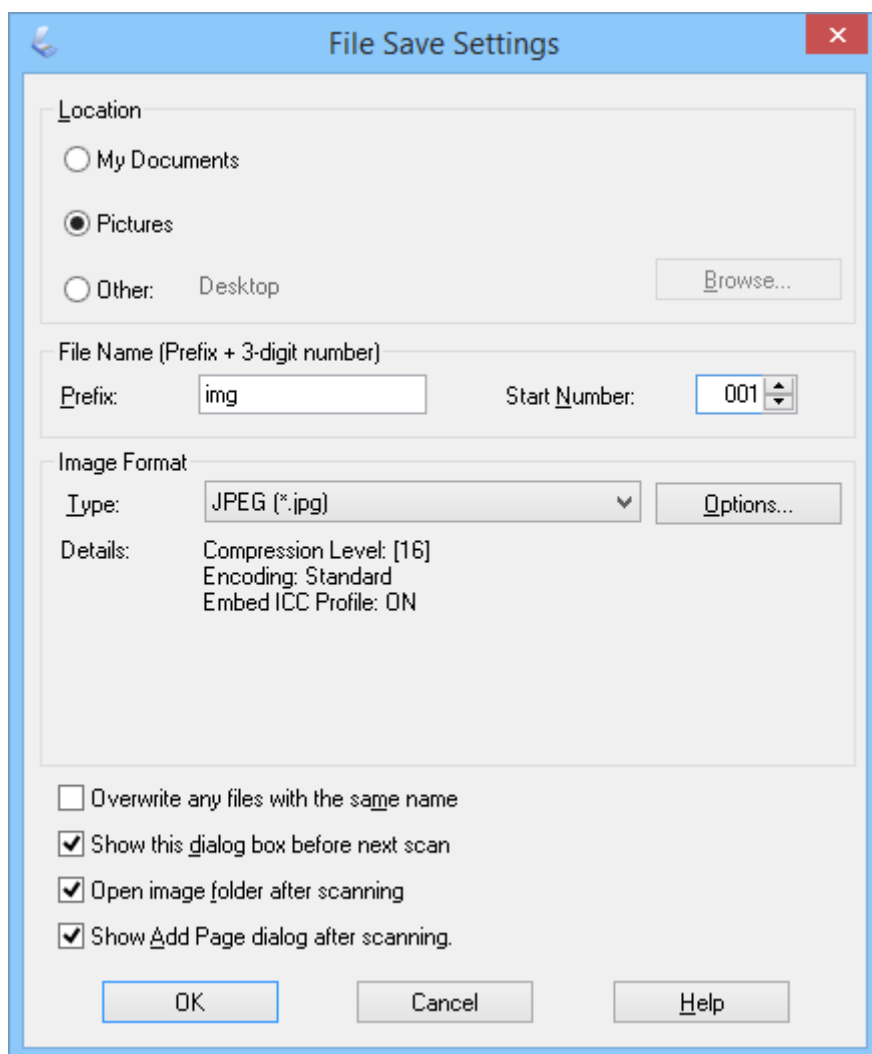 File Save Settings
Location
My Documents
Pictures
Other: Desktop Browse...
File Name (Prefix + 3-digit number)
Prefix: img Start Number: 001
Image Format
Type: JPEG (*.jpg) Options...
Details: Compression Level: [16]
Encoding: Standard
Embed ICC Profile: ON
Overwrite any files with the same name
Show this dialog box before next scan
Open image folder after scanning
Show Add Page dialog after scanning.
OK Cancel Help